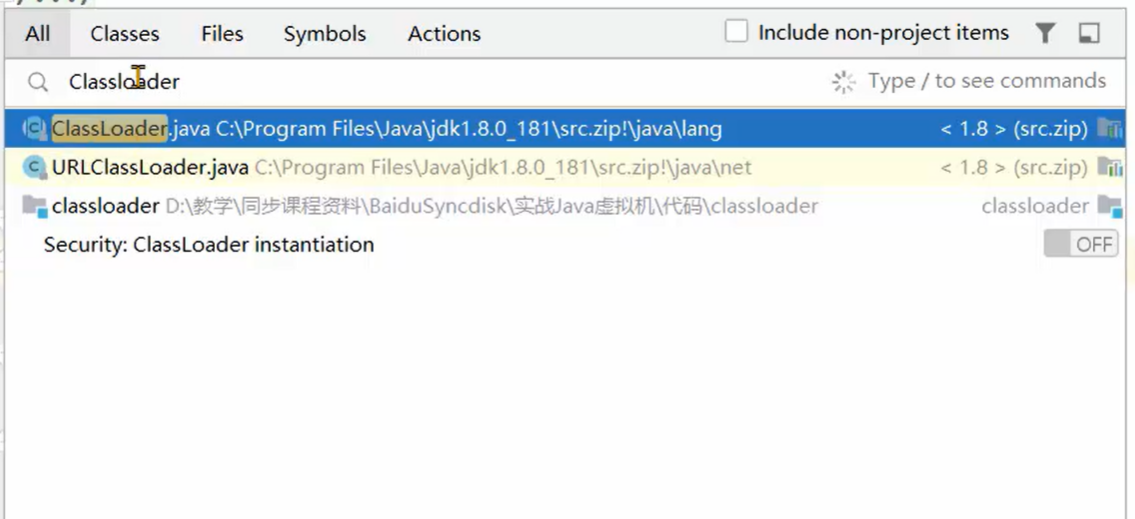 All Classes Files Symbols Actions Include non-project items
Classloader Type / to see commands
ClassLoader.java C:\Program Files\Java\jdk1.8.0_181\src.zip!\java\lang < 1.8 > (src.zip)
URLClassLoader.java C:\Program Files\Java\jdk1.8.0_181\src.zip!\java\net < 1.8 > (src.zip)
classloader D:\教学\同步课程资料\BaiduSyncdisk\实战Java虚拟机\代码\classloader classloader
Security: ClassLoader instantiation OFF